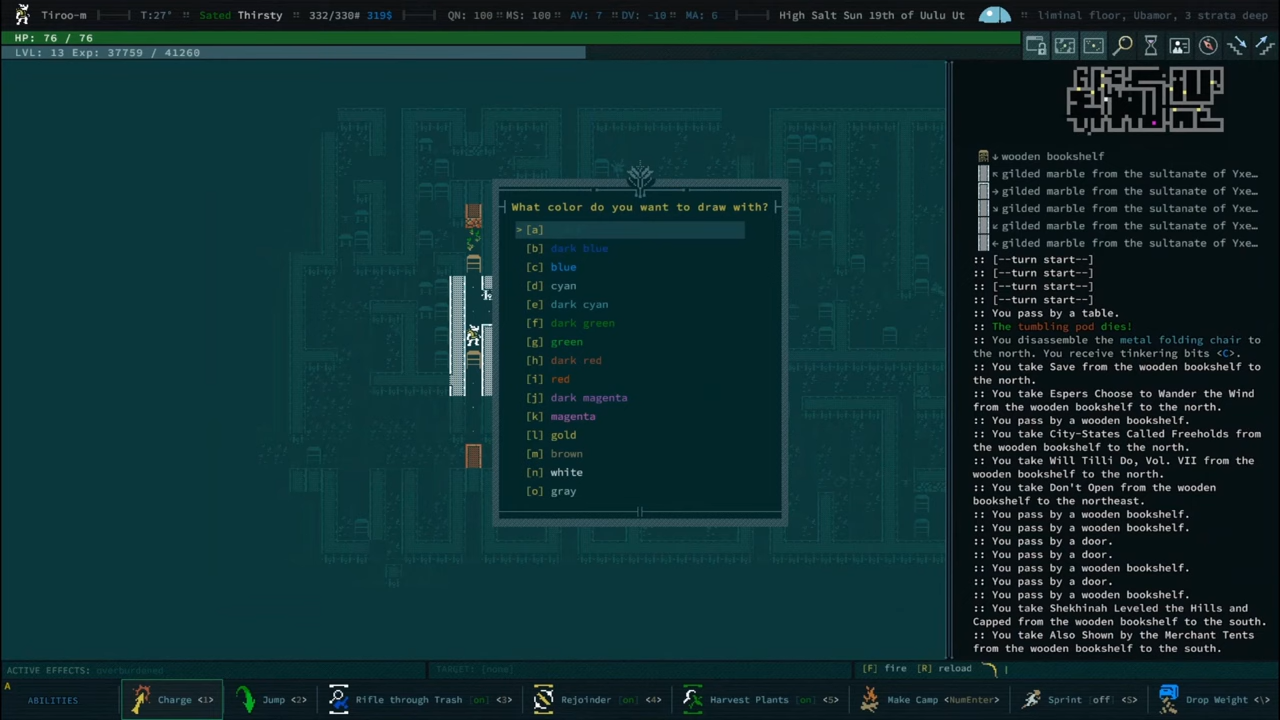 Tiroo-m T:27° :: Sated Thirsty :: 332/330# 319$ QN: 100 :: MS: 100 :: AV: 7 :: DV: -10 :: MA: 6 High Salt Sun 19th of Uulu Ut liminal floor, Ubamor, 3 strata deep
HP: 76 / 76
LVL: 13 Exp: 37759 / 41260
What color do you want to draw with?
> [a]
[b] dark blue
[c] blue
[d] cyan
[e] dark cyan
[f] dark green
[g] green
[h] dark red
[i] red
[j] dark magenta
[k] magenta
[l] gold
[m] brown
[n] white
[o] gray
↓ wooden bookshelf
↖ gilded marble from the sultanate of Yxe…
→ gilded marble from the sultanate of Yxe…
↘ gilded marble from the sultanate of Yxe…
↙ gilded marble from the sultanate of Yxe…
← gilded marble from the sultanate of Yxe…
:: [--turn start--]
:: [--turn start--]
:: [--turn start--]
:: [--turn start--]
:: You pass by a table.
:: The tumbling pod dies!
:: You disassemble the metal folding chair to
the north. You receive tinkering bits <C>.
:: You take Save from the wooden bookshelf to
the north.
:: You take Espers Choose to Wander the Wind
from the wooden bookshelf to the north.
:: You pass by a wooden bookshelf.
:: You take City-States Called Freeholds from
the wooden bookshelf to the north.
:: You take Will Tilli Do, Vol. VII from the
wooden bookshelf to the north.
:: You take Don't Open from the wooden
bookshelf to the northeast.
:: You pass by a wooden bookshelf.
:: You pass by a wooden bookshelf.
:: You pass by a door.
:: You pass by a door.
:: You pass by a wooden bookshelf.
:: You pass by a door.
:: You pass by a wooden bookshelf.
:: You take Shekhinah Leveled the Hills and
Capped from the wooden bookshelf to the south.
:: You take Also Shown by the Merchant Tents
from the wooden bookshelf to the south.
ACTIVE EFFECTS: overburdened TARGET: [none] [F] fire [R] reload
A ABILITIES Charge <1> Jump <2> Rifle through Trash [on] <3> Rejoinder [on] <4> Harvest Plants [on] <5> Make Camp <NumEnter> Sprint [off] <S> Drop Weight <\>